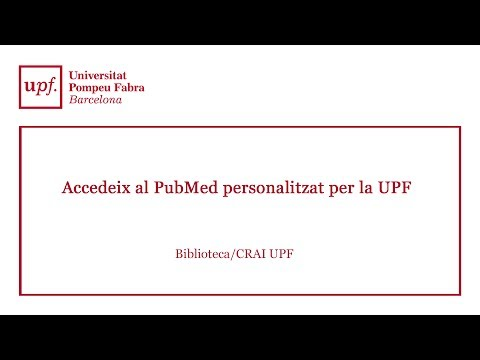 upf.
Universitat
Pompeu Fabra
Barcelona
Accedeix al PubMed personalitzat per la UPF
Biblioteca/CRAI UPF